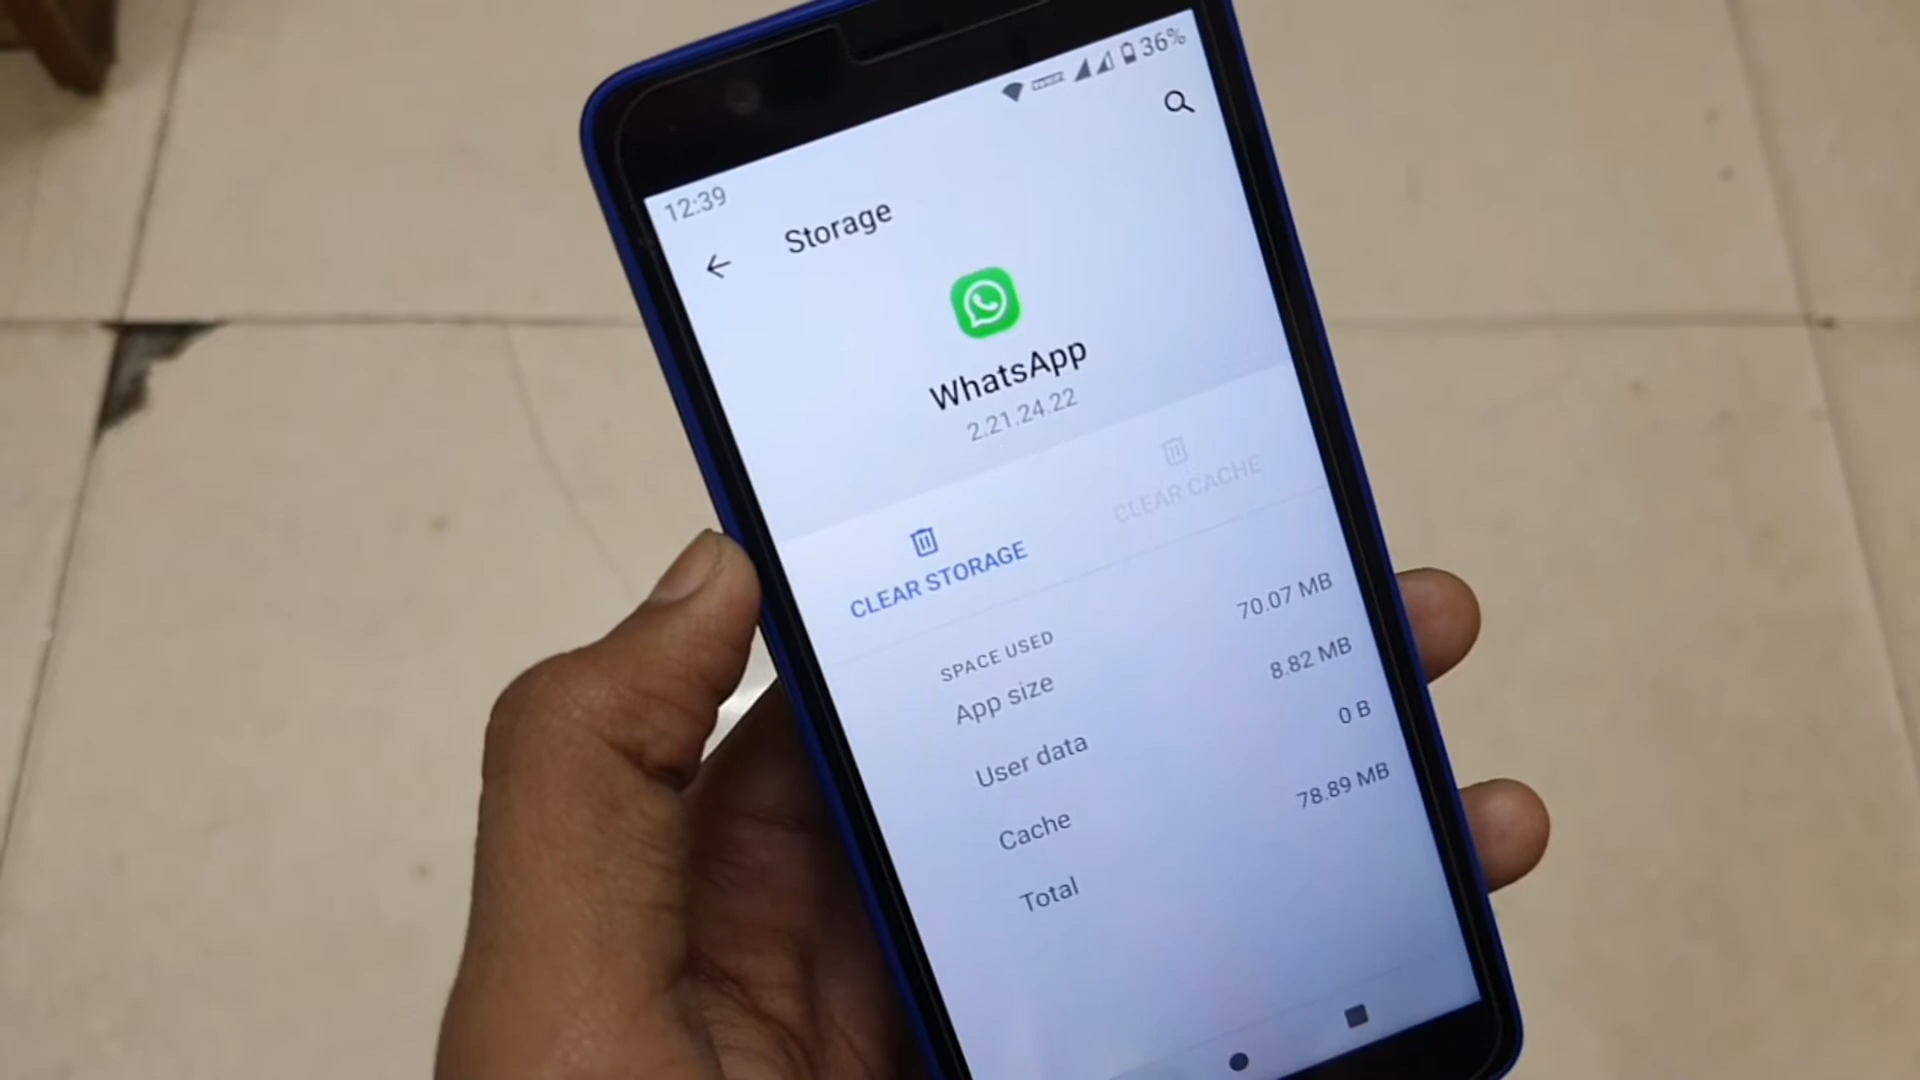 12:39
36%
Storage
WhatsApp
2.21.24.22
CLEAR STORAGE
CLEAR CACHE
SPACE USED
App size 70.07 MB
User data 8.82 MB
Cache 0 B
Total 78.89 MB